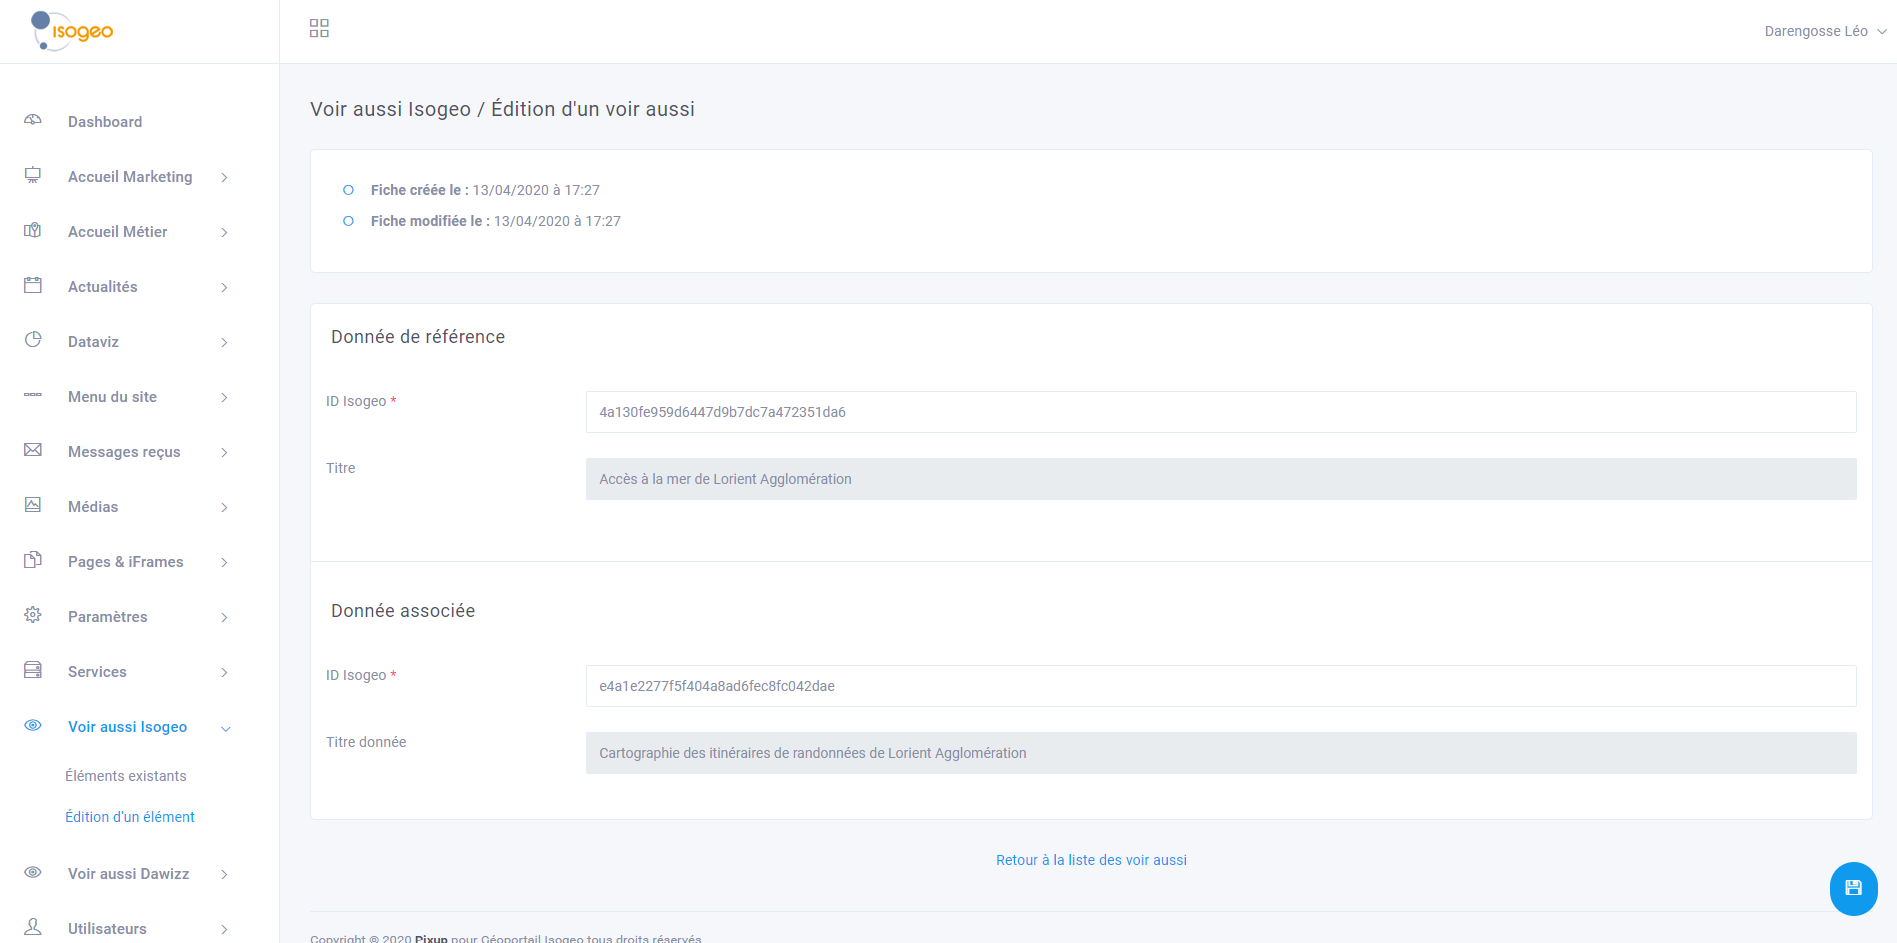 isogeo
Darengosse Léo
Dashboard
Accueil Marketing
Accueil Métier
Actualités
Dataviz
Menu du site
Messages reçus
Médias
Pages & iFrames
Paramètres
Services
Voir aussi Isogeo
Éléments existants
Édition d'un élément
Voir aussi Dawizz
Utilisateurs
Voir aussi Isogeo / Édition d'un voir aussi
Fiche créée le : 13/04/2020 à 17:27
Fiche modifiée le : 13/04/2020 à 17:27
Donnée de référence
ID Isogeo *
4a130fe959d6447d9b7dc7a472351da6
Titre
Accès à la mer de Lorient Agglomération
Donnée associée
ID Isogeo *
e4a1e2277f5f404a8ad6fec8fc042dae
Titre donnée
Cartographie des itinéraires de randonnées de Lorient Agglomération
Retour à la liste des voir aussi
Copyright © 2020 Pixup pour Géoportail Isogeo tous droits réservés